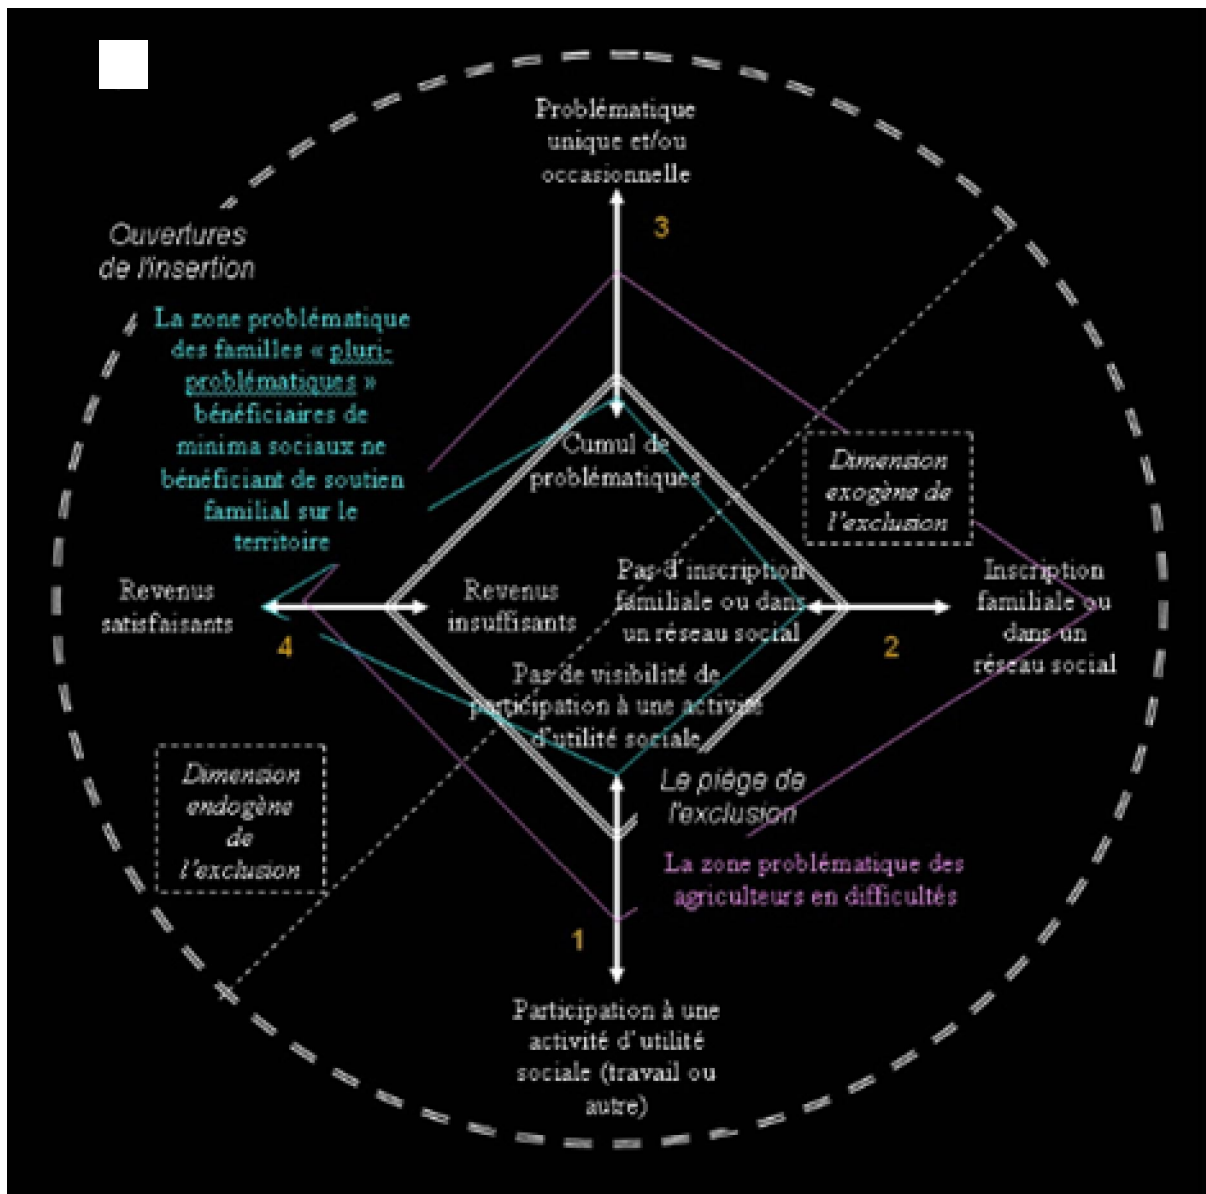 Problématique
unique et/ou
occasionnelle
3
Ouvertures
de l'insertion
La zone problématique
des familles « pluri-
problématiques »
bénéficiaires de
minima sociaux ne
bénéficiant de soutien
familial sur le
territoire
Cumul de
problématiques
Dimension
exogène de
l'exclusion
Revenus
satisfaisants
4
Revenus
insuffisants
Pas d'inscription
familiale ou dans
un réseau social
2
Inscription
familiale ou
dans un
réseau social
Pas de visibilité de
participation à une activité
d'utilité sociale
Dimension
endogène
de
l'exclusion
Le piège de
l'exclusion
La zone problématique des
agriculteurs en difficultés
1
Participation à une
activité d'utilité
sociale (travail ou
autre)